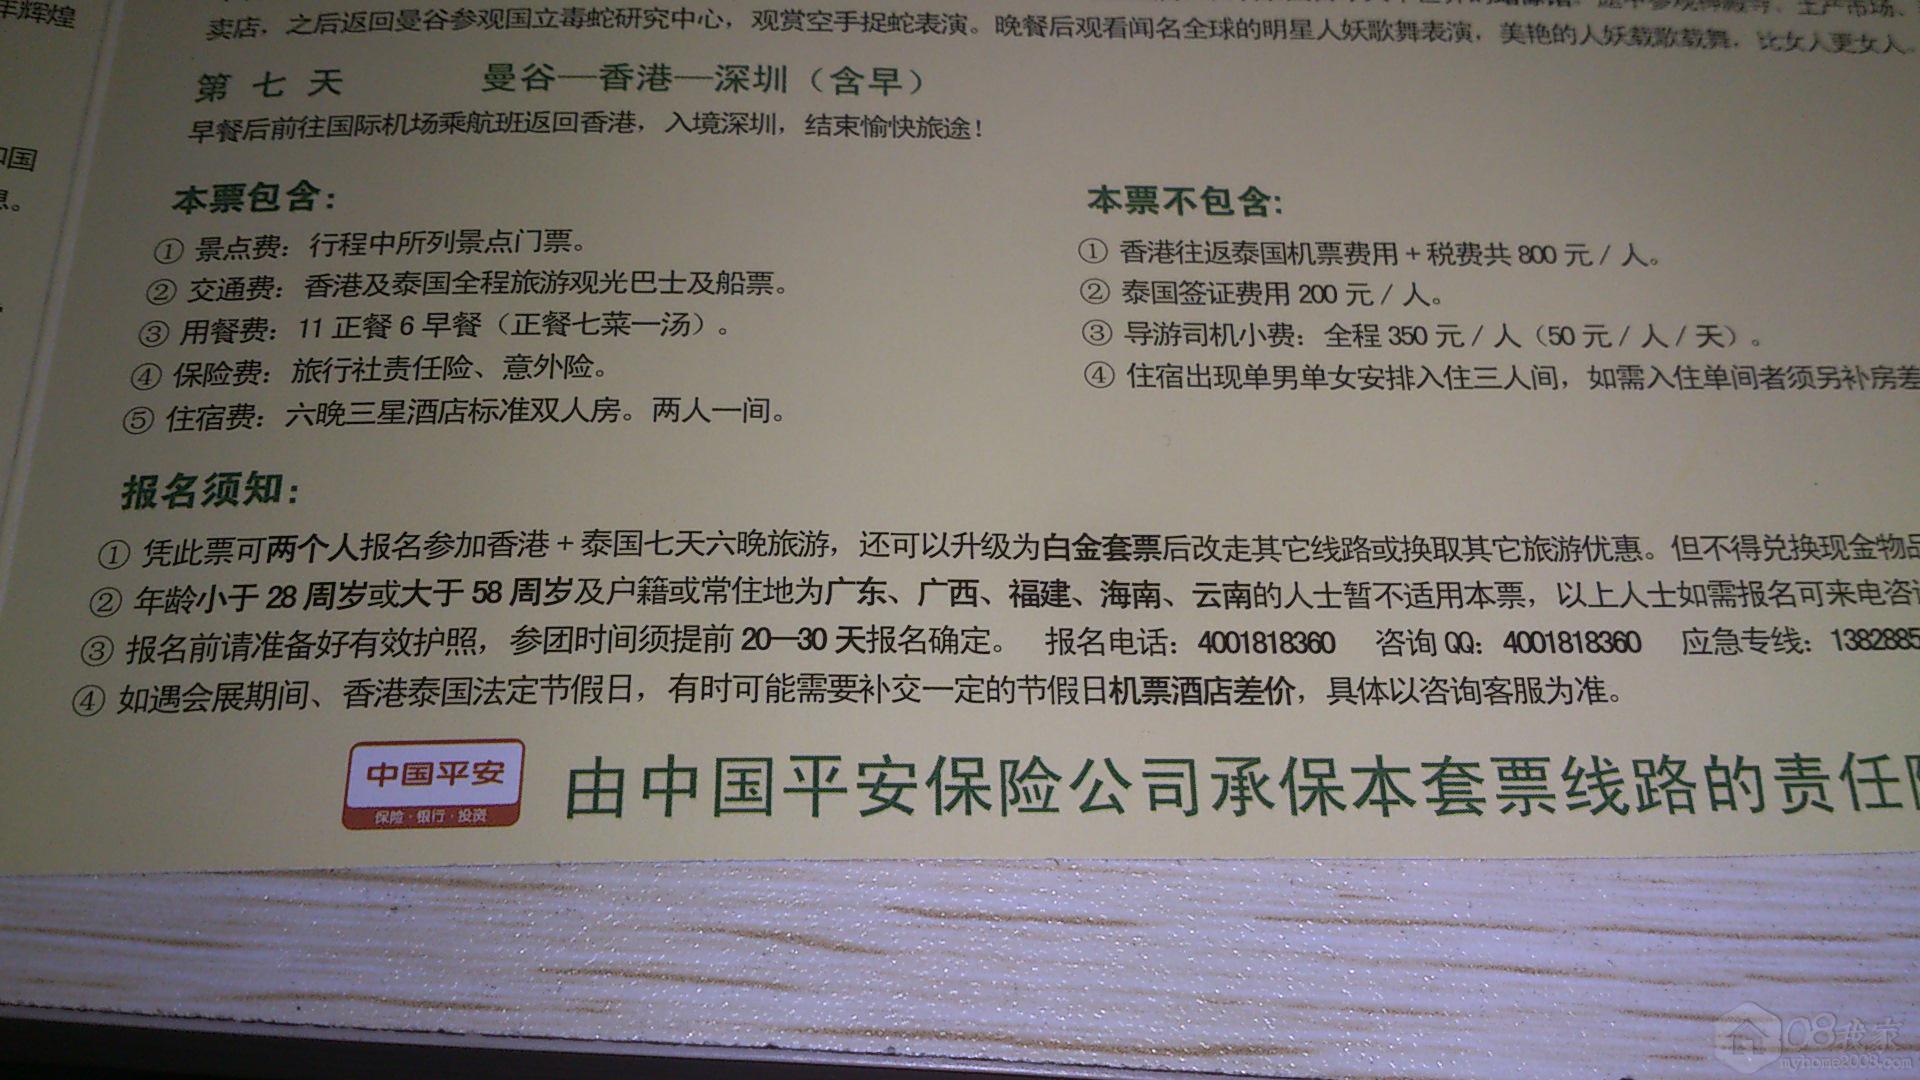 年辉煌
卖店，之后返回曼谷参观国立毒蛇研究中心，观赏空手捉蛇表演。晚餐后观看闻名全球的明星人妖歌舞表演，美艳的人妖载歌载舞，比女人更女人。
第 七 天 曼谷—香港—深圳（含早）
早餐后前往国际机场乘航班返回香港，入境深圳，结束愉快旅途！
和国
本票包含：
① 景点费：行程中所列景点门票。
② 交通费：香港及泰国全程旅游观光巴士及船票。
③ 用餐费：11 正餐 6 早餐（正餐七菜一汤）。
④ 保险费：旅行社责任险、意外险。
⑤ 住宿费：六晚三星酒店标准双人房。两人一间。
本票不包含：
① 香港往返泰国机票费用 + 税费共 800 元 / 人。
② 泰国签证费用 200 元 / 人。
③ 导游司机小费：全程 350 元 / 人（50 元 / 人 / 天）。
④ 住宿出现单男单女安排入住三人间，如需入住单间者须另补房差
报名须知：
① 凭此票可两个人报名参加香港 + 泰国七天六晚旅游，还可以升级为白金套票后改走其它线路或换取其它旅游优惠。但不得兑换现金物品
② 年龄小于 28 周岁或大于 58 周岁及户籍或常住地为广东、广西、福建、海南、云南的人士暂不适用本票，以上人士如需报名可来电咨询
③ 报名前请准备好有效护照，参团时间须提前 20—30 天报名确定。 报名电话：4001818360 咨询 QQ：4001818360 应急专线：1382885
④ 如遇会展期间、香港泰国法定节假日，有时可能需要补交一定的节假日机票酒店差价，具体以咨询客服为准。
中国平安
保险·银行·投资
由中国平安保险公司承保本套票线路的责任
08我家
myhome2008.com